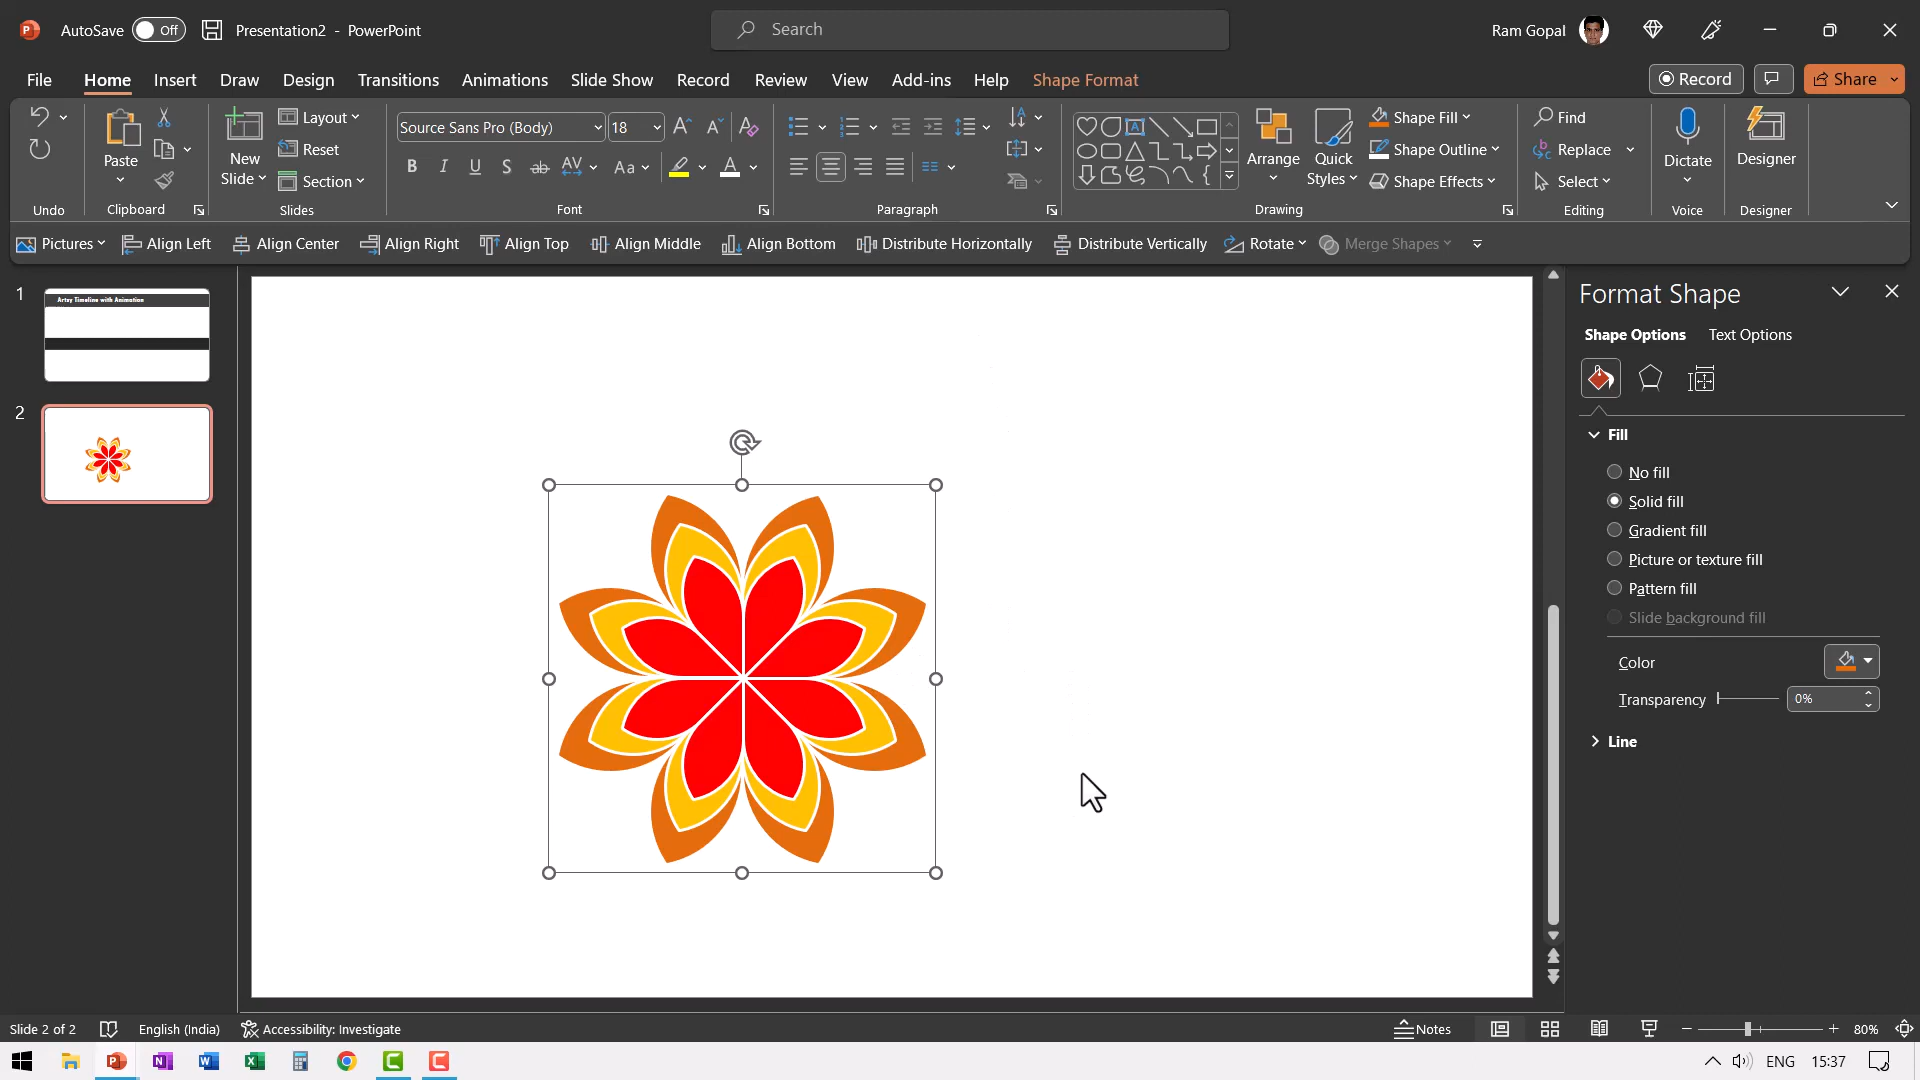 AutoSave Off Presentation2 - PowerPoint Search Ram Gopal
File Home Insert Draw Design Transitions Animations Slide Show Record Review View Add-ins Help Shape Format Record Share
Paste New Slide Layout Reset Section
Source Sans Pro (Body) 18
Arrange Quick Styles Shape Fill Shape Outline Shape Effects
Find Replace Select Dictate Designer
Undo Clipboard Slides Font Paragraph Drawing Editing Voice Designer
Pictures Align Left Align Center Align Right Align Top Align Middle Align Bottom Distribute Horizontally Distribute Vertically Rotate Merge Shapes
1
Artsy Timeline with Animation
2
Format Shape
Shape Options Text Options
Fill
No fill
Solid fill
Gradient fill
Picture or texture fill
Pattern fill
Slide background fill
Color
Transparency 0%
Line
Slide 2 of 2 English (India) Accessibility: Investigate Notes 80%
ENG 15:37